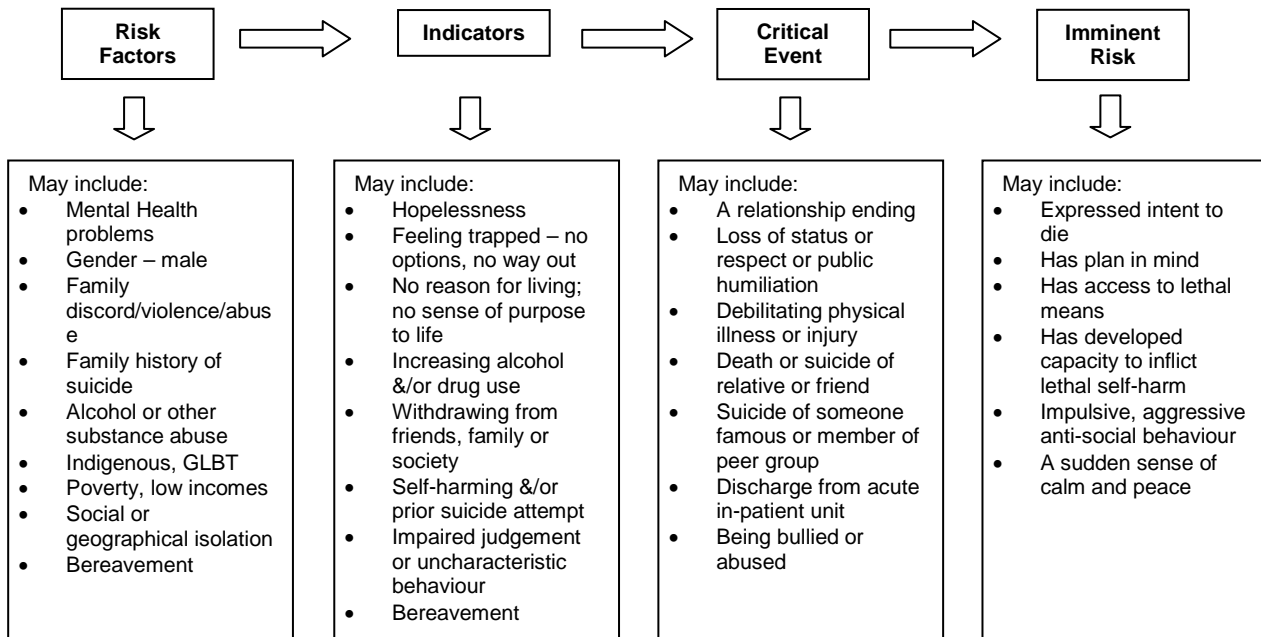 Risk
Factors
Indicators
Critical
Event
Imminent
Risk
May include:
• Mental Health
problems
• Gender – male
• Family
discord/violence/abus
e
• Family history of
suicide
• Alcohol or other
substance abuse
• Indigenous, GLBT
• Poverty, low incomes
• Social or
geographical isolation
• Bereavement
May include:
• Hopelessness
• Feeling trapped – no
options, no way out
• No reason for living;
no sense of purpose
to life
• Increasing alcohol
&/or drug use
• Withdrawing from
friends, family or
society
• Self-harming &/or
prior suicide attempt
• Impaired judgement
or uncharacteristic
behaviour
• Bereavement
May include:
• A relationship ending
• Loss of status or
respect or public
humiliation
• Debilitating physical
illness or injury
• Death or suicide of
relative or friend
• Suicide of someone
famous or member of
peer group
• Discharge from acute
in-patient unit
• Being bullied or
abused
May include:
• Expressed intent to
die
• Has plan in mind
• Has access to lethal
means
• Has developed
capacity to inflict
lethal self-harm
• Impulsive, aggressive
anti-social behaviour
• A sudden sense of
calm and peace